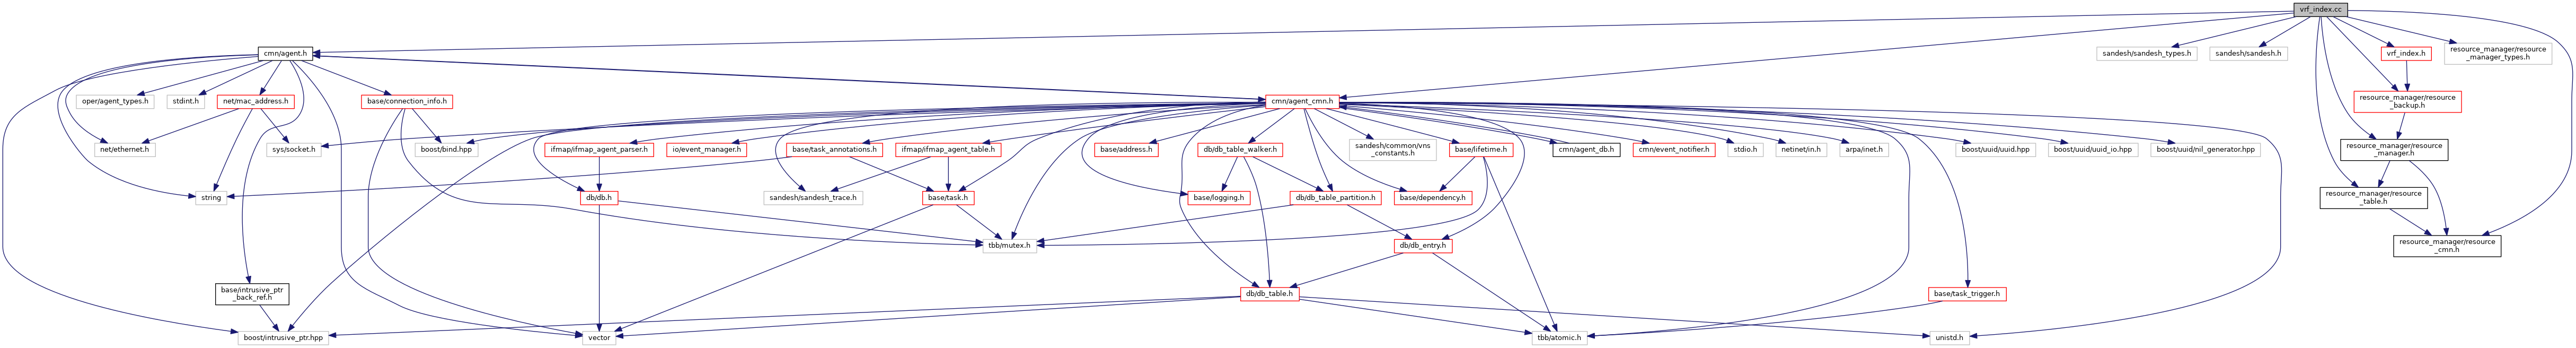 vrf_index.cc
cmn/agent.h
sandesh/sandesh_types.h
sandesh/sandesh.h
vrf_index.h
resource_manager/resource
_manager_types.h
oper/agent_types.h
stdint.h
net/mac_address.h
base/connection_info.h
cmn/agent_cmn.h
resource_manager/resource
_backup.h
net/ethernet.h
sys/socket.h
boost/bind.hpp
ifmap/ifmap_agent_parser.h
io/event_manager.h
base/task_annotations.h
ifmap/ifmap_agent_table.h
base/address.h
db/db_table_walker.h
sandesh/common/vns
_constants.h
base/lifetime.h
cmn/agent_db.h
cmn/event_notifier.h
stdio.h
netinet/in.h
arpa/inet.h
boost/uuid/uuid.hpp
boost/uuid/uuid_io.hpp
boost/uuid/nil_generator.hpp
resource_manager/resource
_manager.h
string
db/db.h
sandesh/sandesh_trace.h
base/task.h
base/logging.h
db/db_table_partition.h
base/dependency.h
resource_manager/resource
_table.h
tbb/mutex.h
db/db_entry.h
resource_manager/resource
_cmn.h
base/intrusive_ptr
_back_ref.h
db/db_table.h
base/task_trigger.h
boost/intrusive_ptr.hpp
vector
tbb/atomic.h
unistd.h